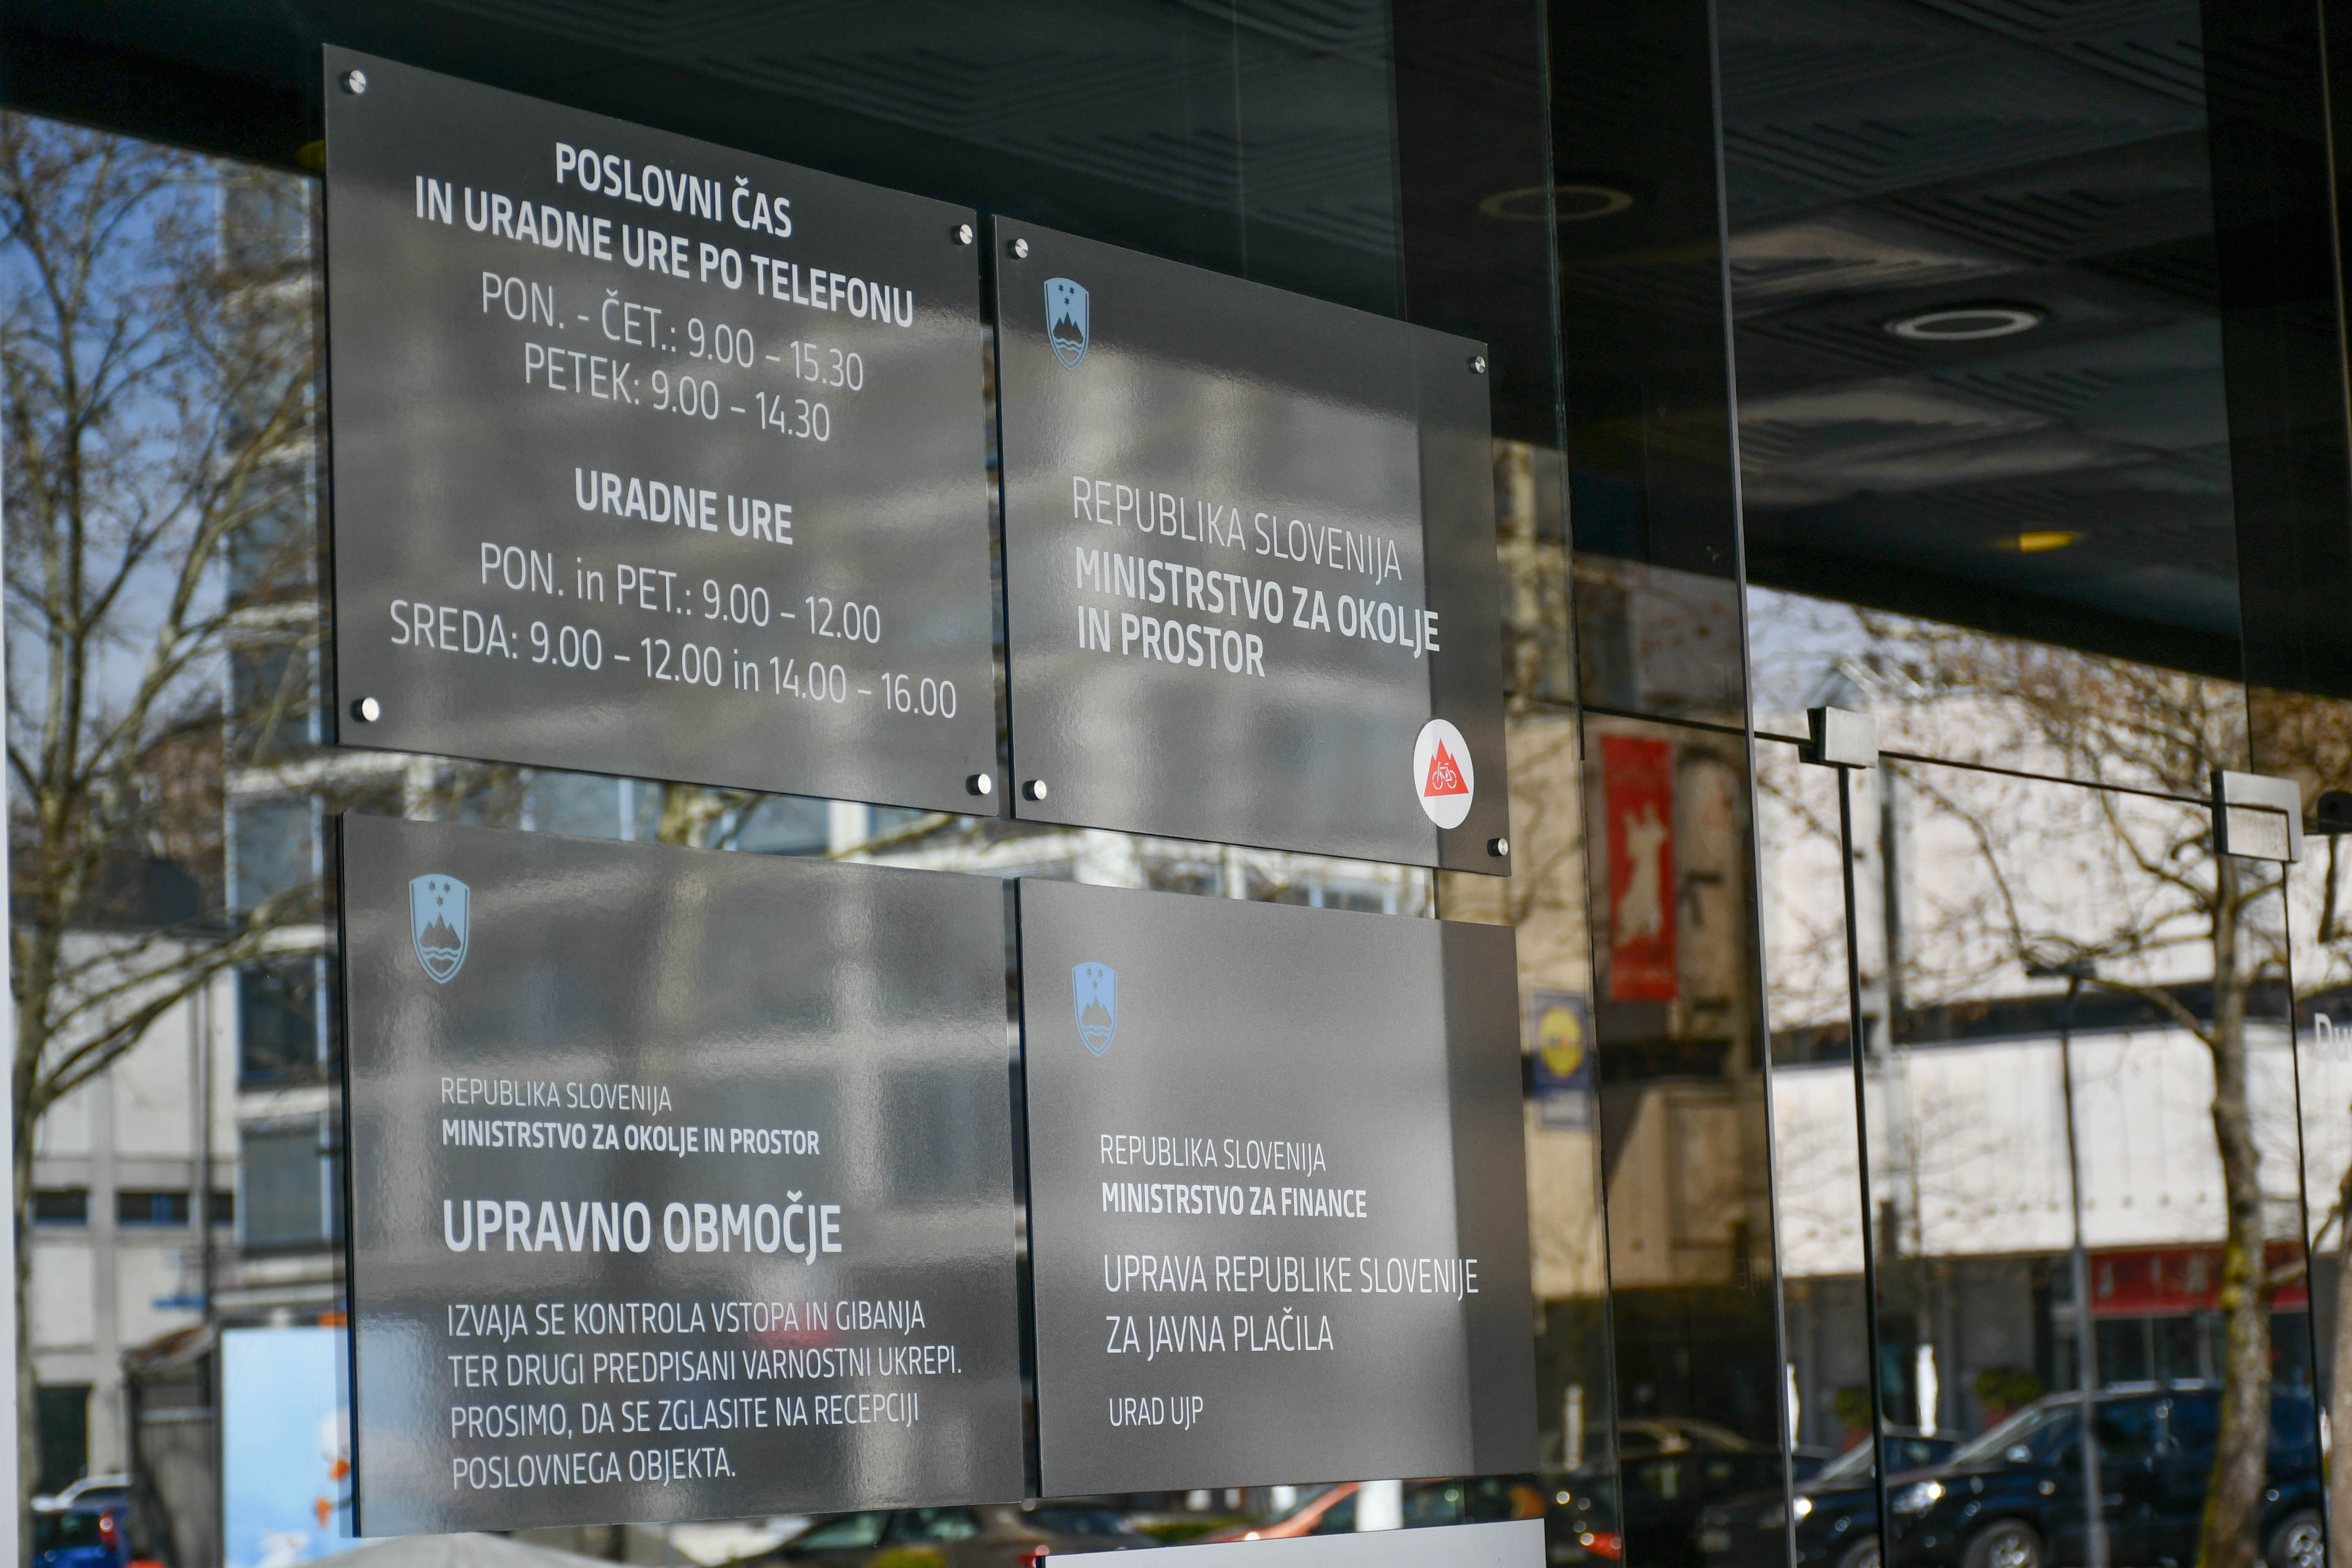 POSLOVNI ČAS
IN URADNE URE PO TELEFONU
PON. - ČET.: 9.00 – 15.30
PETEK: 9.00 – 14.30
URADNE URE
PON. in PET.: 9.00 – 12.00
SREDA: 9.00 – 12.00 in 14.00 – 16.00
REPUBLIKA SLOVENIJA
MINISTRSTVO ZA OKOLJE
IN PROSTOR
REPUBLIKA SLOVENIJA
MINISTRSTVO ZA OKOLJE IN PROSTOR
UPRAVNO OBMOČJE
IZVAJA SE KONTROLA VSTOPA IN GIBANJA
TER DRUGI PREDPISANI VARNOSTNI UKREPI.
PROSIMO, DA SE ZGLASITE NA RECEPCIJI
POSLOVNEGA OBJEKTA.
REPUBLIKA SLOVENIJA
MINISTRSTVO ZA FINANCE
UPRAVA REPUBLIKE SLOVENIJE
ZA JAVNA PLAČILA
URAD UJP